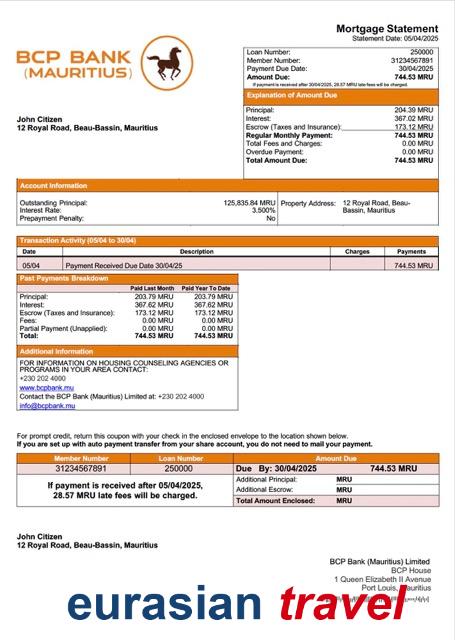 Mortgage Statement
Statement Date: 05/04/2025
BCP BANK
(MAURITIUS)
Loan Number: 250000
Member Number: 31234567891
Payment Due Date: 30/04/2025
Amount Due: 744.53 MRU
If payment is received after 30/04/2025, 28.57 MRU late fees will be charged.
Explanation of Amount Due
Principal: 204.39 MRU
Interest: 367.02 MRU
Escrow (Taxes and Insurance): 173.12 MRU
Regular Monthly Payment: 744.53 MRU
Total Fees and Charges: 0.00 MRU
Overdue Payment: 0.00 MRU
Total Amount Due: 744.53 MRU
John Citizen
12 Royal Road, Beau-Bassin, Mauritius
Account Information
Outstanding Principal: 125,835.84 MRU
Interest Rate: 3.500%
Prepayment Penalty: No
Property Address: 12 Royal Road, Beau-
Bassin, Mauritius
Transaction Activity (05/04 to 30/04)
Date Description Charges Payments
05/04 Payment Received Due Date 30/04/25 744.53 MRU
Past Payments Breakdown
Paid Last Month Paid Year To Date
Principal: 203.79 MRU 203.79 MRU
Interest: 367.62 MRU 367.62 MRU
Escrow (Taxes and Insurance): 173.12 MRU 173.12 MRU
Fees: 0.00 MRU 0.00 MRU
Partial Payment (Unapplied): 0.00 MRU 0.00 MRU
Total: 744.53 MRU 744.53 MRU
Additional Information
FOR INFORMATION ON HOUSING COUNSELING AGENCIES OR
PROGRAMS IN YOUR AREA CONTACT:
+230 202 4000
www.bcpbank.mu
Contact the BCP Bank (Mauritius) Limited at: +230 202 4000
info@bcpbank.mu
For prompt credit, return this coupon with your check in the enclosed envelope to the location shown below.
If you are set up with auto payment transfer from your share account, you do not need to mail your payment.
Member Number Loan Number Amount Due
31234567891 250000 Due By: 30/04/2025 744.53 MRU
If payment is received after 05/04/2025,
28.57 MRU late fees will be charged.
Additional Principal: MRU
Additional Escrow: MRU
Total Amount Enclosed: MRU
John Citizen
12 Royal Road, Beau-Bassin, Mauritius
BCP Bank (Mauritius) Limited
BCP House
1 Queen Elizabeth II Avenue
Port Louis, Mauritius
eurasian travel